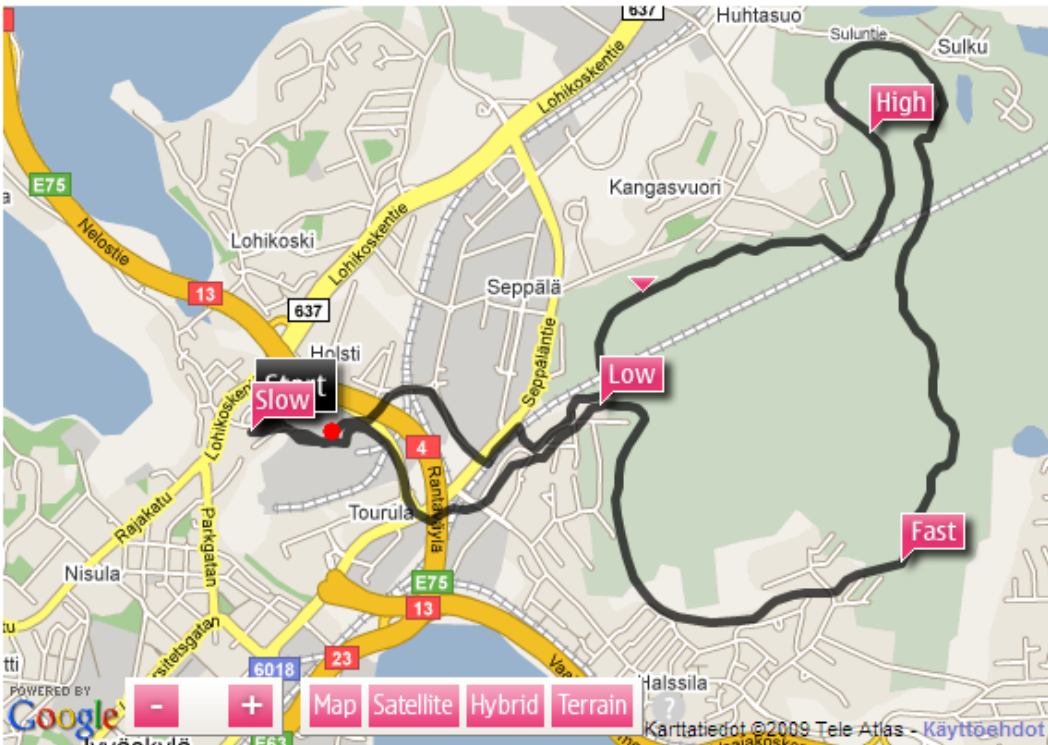 637
Huhtasuo
Suluntie
Sulku
High
Lohikoskentie
E75
Kangasvuori
Nelostie
Lohikoski
Lohikoskentie
13
Seppälä
637
Holsti
Seppäläntie
Start
Low
Slow
4
Tourula
Rajakatu
Parkgatan
Fast
Nisula
E75
13
6018
23
Halssila
POWERED BY
Google
-
+
Map
Satellite
Hybrid
Terrain
?
Karttatiedot ©2009 Tele Atlas - Käyttöehdot
E63